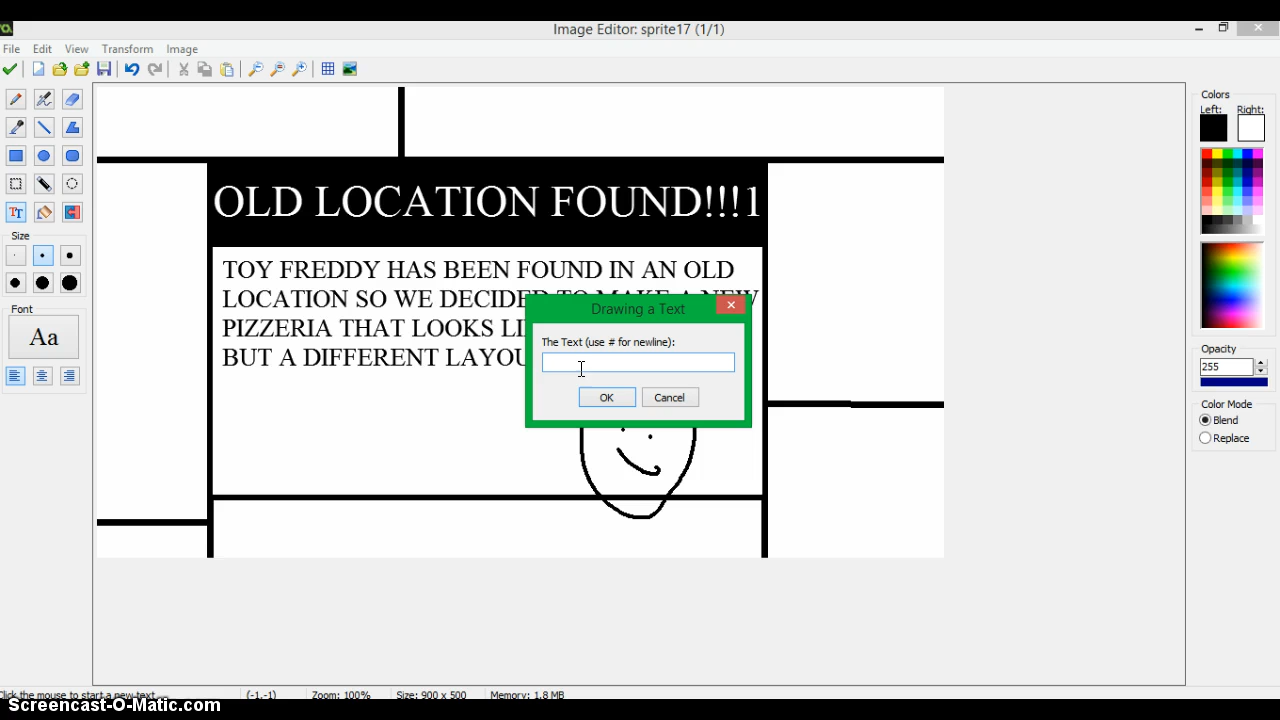 Image Editor: sprite17 (1/1)
File Edit View Transform Image
Colors
Left: Right:
OLD LOCATION FOUND!!!1
Size
TOY FREDDY HAS BEEN FOUND IN AN OLD
LOCATION SO WE DECIDED TO MAKE A NEW
Drawing a Text
Font
PIZZERIA THAT LOOKS
Aa
The Text (use # for newline):
BUT A DIFFERENT
Opacity
255
OK Cancel
Color Mode
Blend
Replace
Click the mouse to start a new text
(-1,-1) Zoom: 100% Size: 900 x 500 Memory: 1.8 MB
Screencast-O-Matic.com